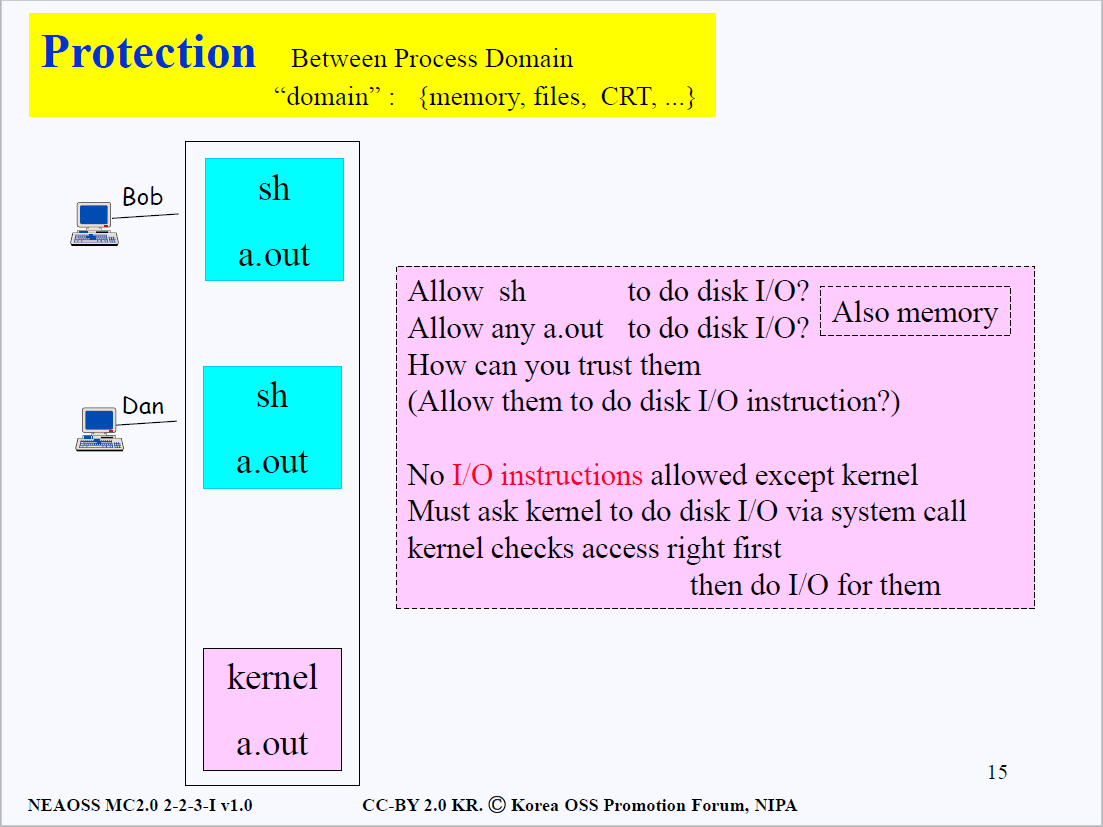 Protection Between Process Domain
“domain” : {memory, files, CRT, ...}
Bob
sh
a.out
Dan
sh
a.out
kernel
a.out
Allow sh to do disk I/O?
Allow any a.out to do disk I/O?
Also memory
How can you trust them
(Allow them to do disk I/O instruction?)
No I/O instructions allowed except kernel
Must ask kernel to do disk I/O via system call
kernel checks access right first
then do I/O for them
15
NEAOSS MC2.0 2-2-3-I v1.0 CC-BY 2.0 KR. Ⓒ Korea OSS Promotion Forum, NIPA